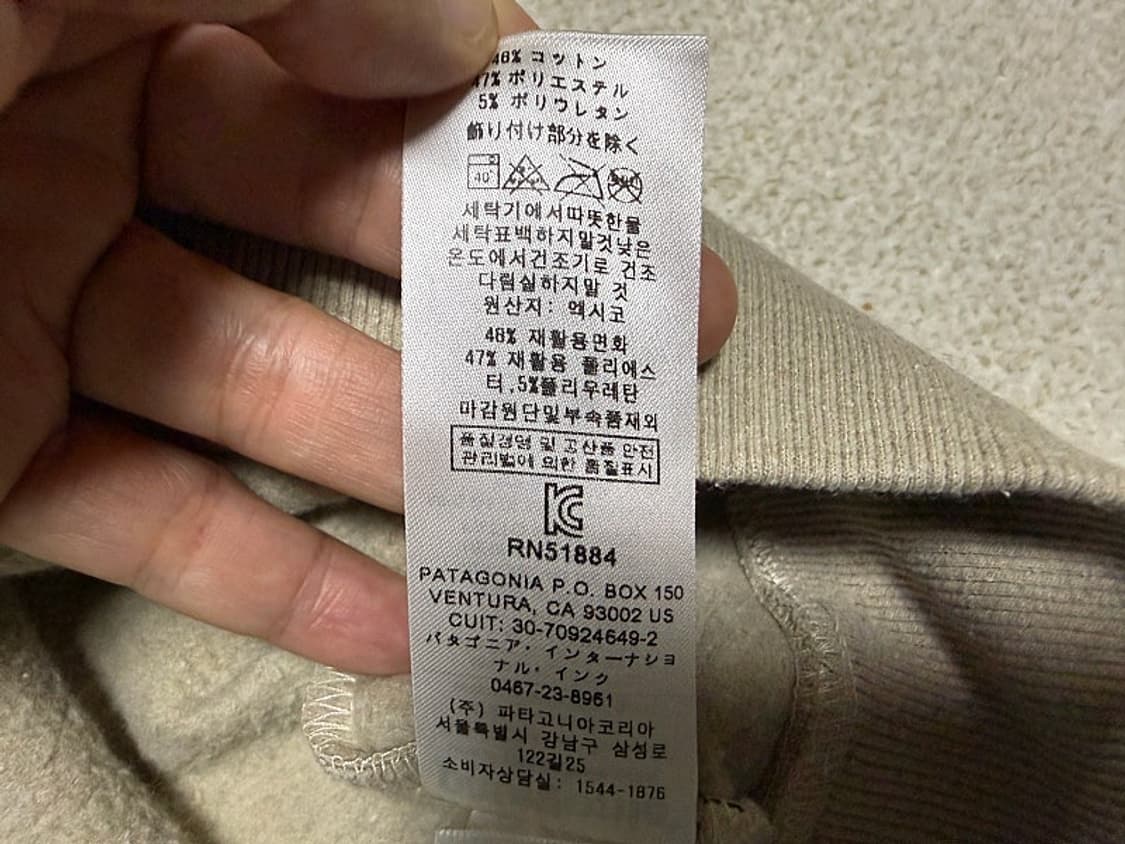 46% コットン
47% ポリエステル
5% ポリウレタン
飾り付け部分を除く
40
세탁기에서따뜻한물
세탁표백하지말것낮은
온도에서건조기로 건조
다림질하지말 것
원산지: 멕시코
48% 재활용면화
47% 재활용 폴리에스
터,5%폴리우레탄
마감원단및부속품제외
품질경영 및 공산품 안전
관리법에 의한 품질표시
KC
RN51884
PATAGONIA P.O. BOX 150
VENTURA, CA 93002 US
CUIT: 30-70924649-2
パタゴニア・インターナショ
ナル・インク
0467-23-8961
(주) 파타고니아코리아
서울특별시 강남구 삼성로
122길25
소비자상담실: 1544-1876